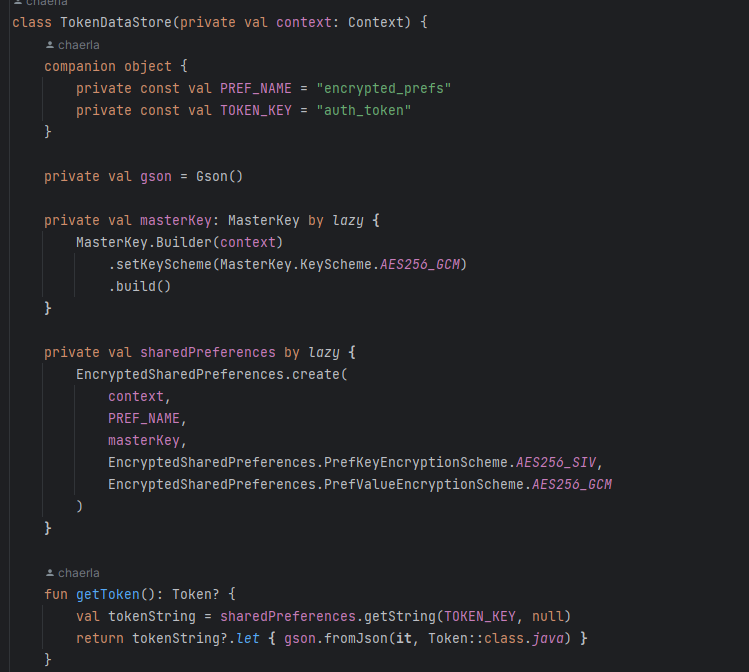 chaerla
class TokenDataStore(private val context: Context) {
chaerla
companion object {
private const val PREF_NAME = "encrypted_prefs"
private const val TOKEN_KEY = "auth_token"
}
private val gson = Gson()
private val masterKey: MasterKey by lazy {
MasterKey.Builder(context)
.setKeyScheme(MasterKey.KeyScheme.AES256_GCM)
.build()
}
private val sharedPreferences by lazy {
EncryptedSharedPreferences.create(
context,
PREF_NAME,
masterKey,
EncryptedSharedPreferences.PrefKeyEncryptionScheme.AES256_SIV,
EncryptedSharedPreferences.PrefValueEncryptionScheme.AES256_GCM
)
}
chaerla
fun getToken(): Token? {
val tokenString = sharedPreferences.getString(TOKEN_KEY, null)
return tokenString?.let { gson.fromJson(it, Token::class.java) }
}